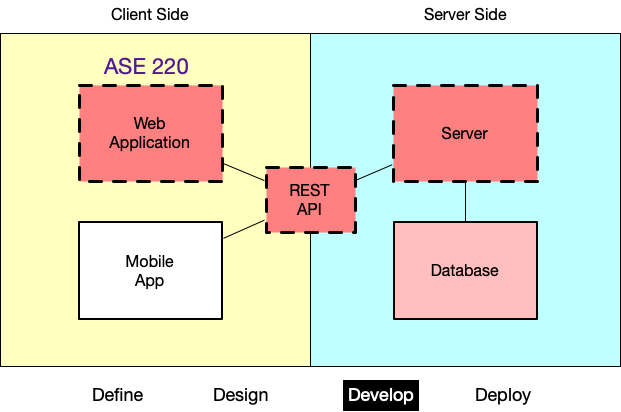 Client Side
Server Side
ASE 220
Web
Application
Server
REST
API
Mobile
App
Database
Define
Design
Develop
Deploy